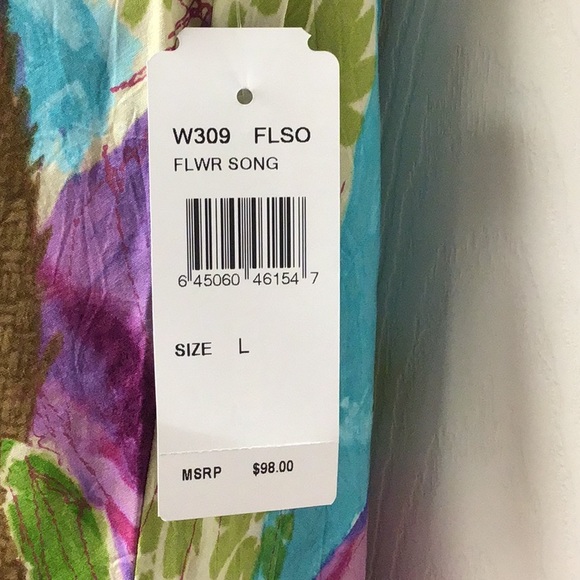 W309 FLSO
FLWR SONG
6 45060 46154 7
SIZE L
MSRP $98.00